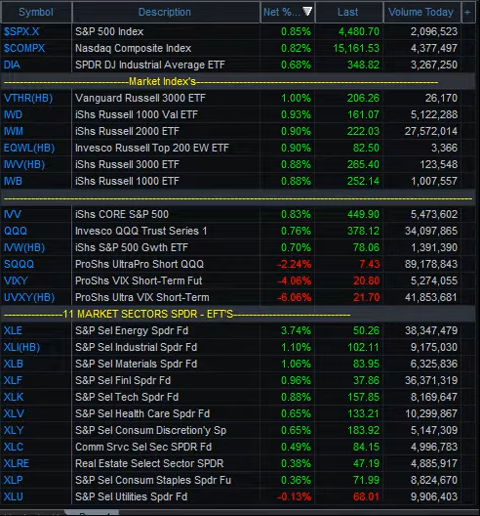 Symbol Description Net %... Last Volume Today +
$SPX.X S&P 500 Index 0.85% 4,480.70 2,096,523
$COMPX Nasdaq Composite Index 0.82% 15,161.53 4,377,497
DIA SPDR DJ Industrial Average ETF 0.68% 348.82 3,267,250
--------------------------------Market Index's--------------------------------------------------------------
VTHR(HB) Vanguard Russell 3000 ETF 1.00% 206.26 26,170
IWD iShs Russell 1000 Val ETF 0.93% 161.07 5,122,288
IWM iShs Russell 2000 ETF 0.90% 222.03 27,572,014
EQWL(HB) Invesco Russell Top 200 EW ETF 0.90% 82.50 3,366
IWV(HB) iShs Russell 3000 ETF 0.88% 265.40 123,548
IWB iShs Russell 1000 ETF 0.88% 252.14 1,007,557
IVV iShs CORE S&P 500 0.83% 449.90 5,473,602
QQQ Invesco QQQ Trust Series 1 0.76% 378.12 34,097,865
IVW(HB) iShs S&P 500 Gwth ETF 0.70% 78.06 1,391,390
SQQQ ProShs UltraPro Short QQQ -2.24% 7.43 89,178,843
VIXY ProShs VIX Short-Term Fut -4.06% 20.80 5,274,055
UVXY(HB) ProShs Ultra VIX Short-Term -6.06% 21.70 41,853,681
---------------11 MARKET SECTORS SPDR - EFT'S------------------------------
XLE S&P Sel Energy Spdr Fd 3.74% 50.26 38,347,479
XLI(HB) S&P Sel Industrial Spdr Fd 1.10% 102.11 9,175,030
XLB S&P Sel Materials Spdr Fd 1.06% 83.95 6,325,836
XLF S&P Sel Finl Spdr Fd 0.96% 37.86 36,371,319
XLK S&P Sel Tech Spdr Fd 0.88% 157.85 8,169,647
XLV S&P Sel Health Care Spdr Fd 0.65% 133.21 10,299,867
XLY S&P Sel Consum Discretion'y Sp 0.65% 183.92 5,147,309
XLC Comm Srvc Sel Sec SPDR Fd 0.49% 84.15 4,996,783
XLRE Real Estate Select Sector SPDR 0.38% 47.19 4,885,917
XLP S&P Sel Consum Staples Spdr Fu 0.36% 71.99 8,824,670
XLU S&P Sel Utilities Spdr Fd -0.13% 68.01 9,906,403